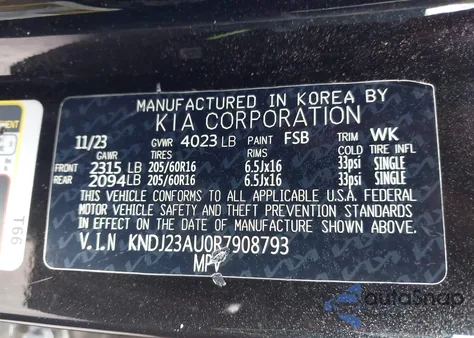 MANUFACTURED IN KOREA BY
KIA CORPORATION
11/23 GVWR 4023 LB PAINT FSB TRIM WK
GAWR TIRES RIMS COLD TIRE INFL
FRONT 2315 LB 205/60R16 6.5Jx16 33psi SINGLE
REAR 2094 LB 205/60R16 6.5Jx16 33psi SINGLE
THIS VEHICLE CONFORMS TO ALL APPLICABLE U.S.A. FEDERAL
MOTOR VEHICLE SAFETY AND THEFT PREVENTION STANDARDS
IN EFFECT ON THE DATE OF MANUFACTURE SHOWN ABOVE.
V.I.N KNDJ23AU0R7908793
T66
autoSnap